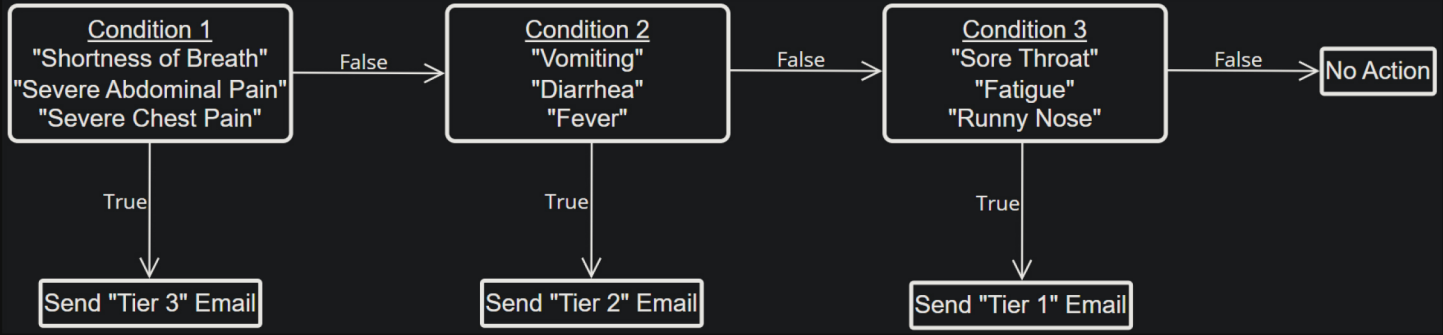 Condition 1
"Shortness of Breath"
"Severe Abdominal Pain"
"Severe Chest Pain"
False
Condition 2
"Vomiting"
"Diarrhea"
"Fever"
False
Condition 3
"Sore Throat"
"Fatigue"
"Runny Nose"
False
No Action
True
True
True
Send "Tier 3" Email
Send "Tier 2" Email
Send "Tier 1" Email